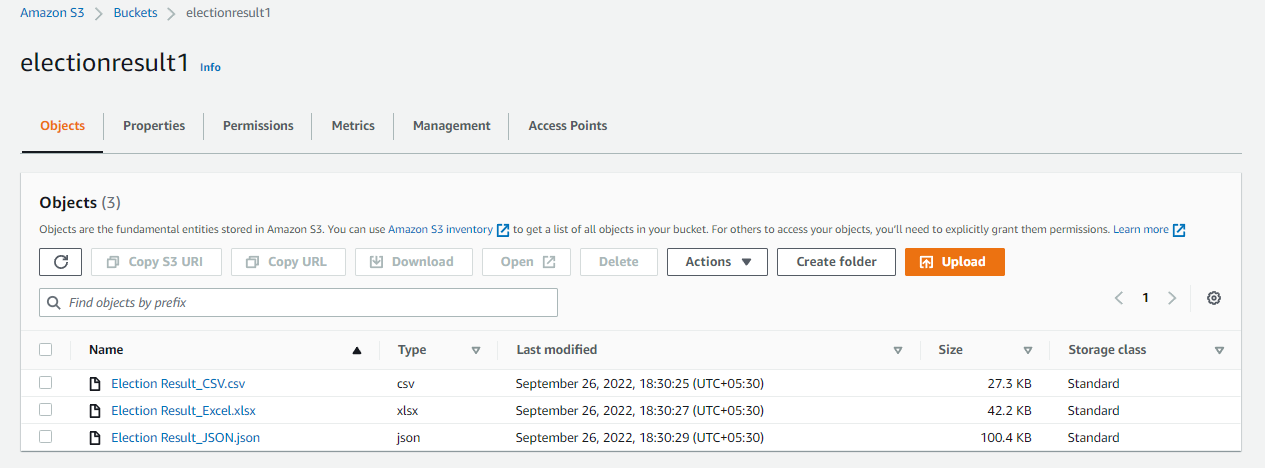 Amazon S3 > Buckets > electionresult1
electionresult1 Info
Objects Properties Permissions Metrics Management Access Points
Objects (3)
Objects are the fundamental entities stored in Amazon S3. You can use Amazon S3 inventory to get a list of all objects in your bucket. For others to access your objects, you'll need to explicitly grant them permissions. Learn more
Copy S3 URI Copy URL Download Open Delete Actions Create folder Upload
Find objects by prefix 1
Name Type Last modified Size Storage class
Election Result_CSV.csv csv September 26, 2022, 18:30:25 (UTC+05:30) 27.3 KB Standard
Election Result_Excel.xlsx xlsx September 26, 2022, 18:30:27 (UTC+05:30) 42.2 KB Standard
Election Result_JSON.json json September 26, 2022, 18:30:29 (UTC+05:30) 100.4 KB Standard